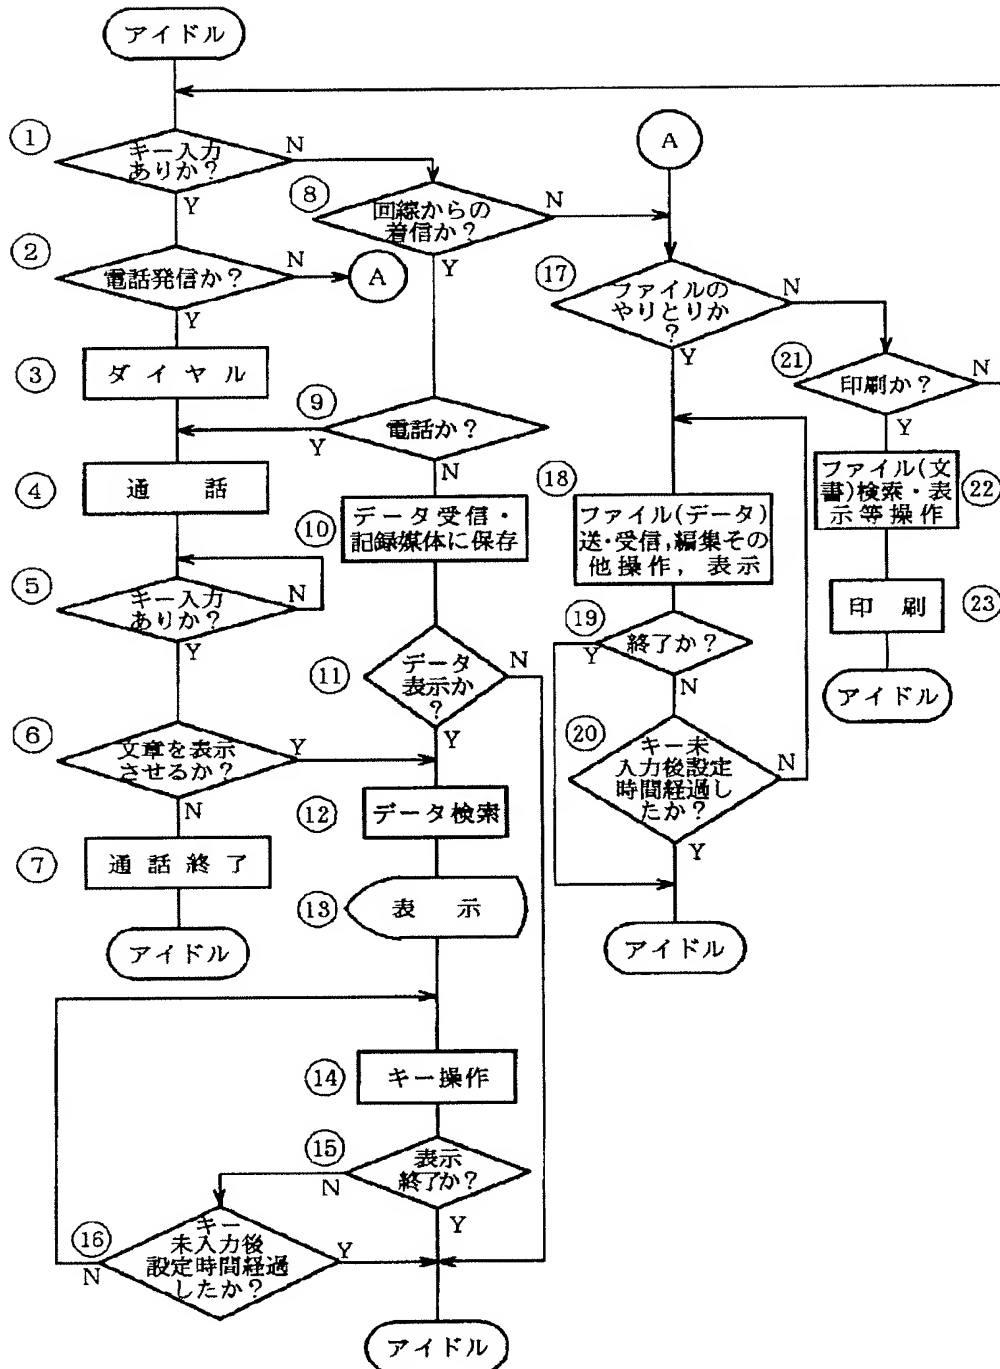 アイドル
①
キー入力
ありか?
N
Y
②
電話発信か?
N
A
Y
③
ダイヤル
④
通話
⑤
キー入力
ありか?
N
Y
⑥
文章を表示
させるか?
Y
N
⑦
通話終了
アイドル
⑧
回線からの
着信か?
N
Y
⑨
電話か?
Y
N
⑩
データ受信・
記録媒体に保存
⑪
データ
表示か
?
N
Y
⑫
データ検索
⑬
表示
⑭
キー操作
⑮
表示
終了か?
N
Y
⑯
キー
未入力後
設定時間経過
したか?
Y
N
アイドル
A
⑰
ファイルの
やりとりか
?
N
Y
⑱
ファイル(データ)
送・受信,編集その
他操作,表示
⑲
終了か?
Y
N
⑳
キー未
入力後設定
時間経過し
たか?
N
Y
アイドル
㉑
印刷か?
N
Y
ファイル(文
書)検索・表
示等操作
㉒
印刷
㉓
アイドル